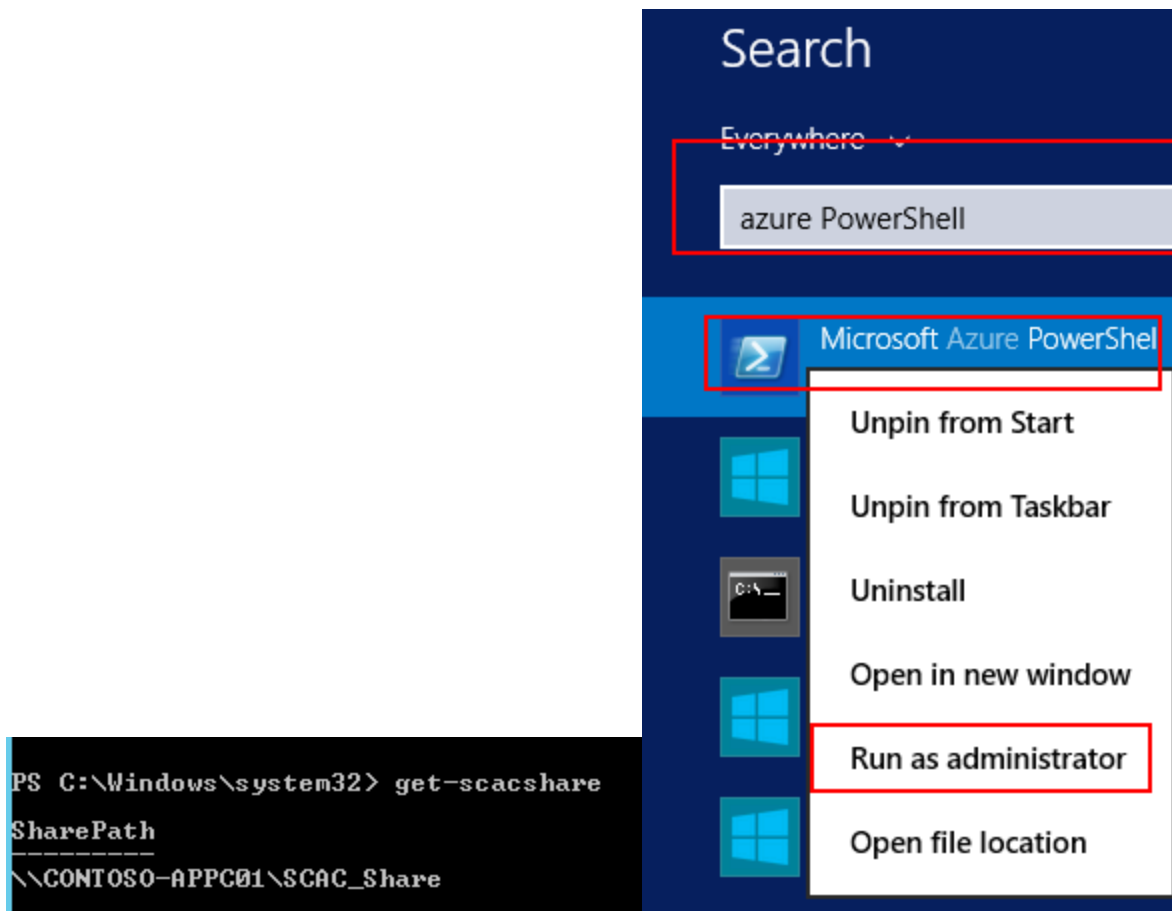 PS C:\Windows\system32> get-scacshare
SharePath
---------
\\CONTOSO-APPC01\SCAC_Share
Search
Everywhere
azure PowerShell
Microsoft Azure PowerShel
Unpin from Start
Unpin from Taskbar
Uninstall
C:\_
Open in new window
Run as administrator
Open file location